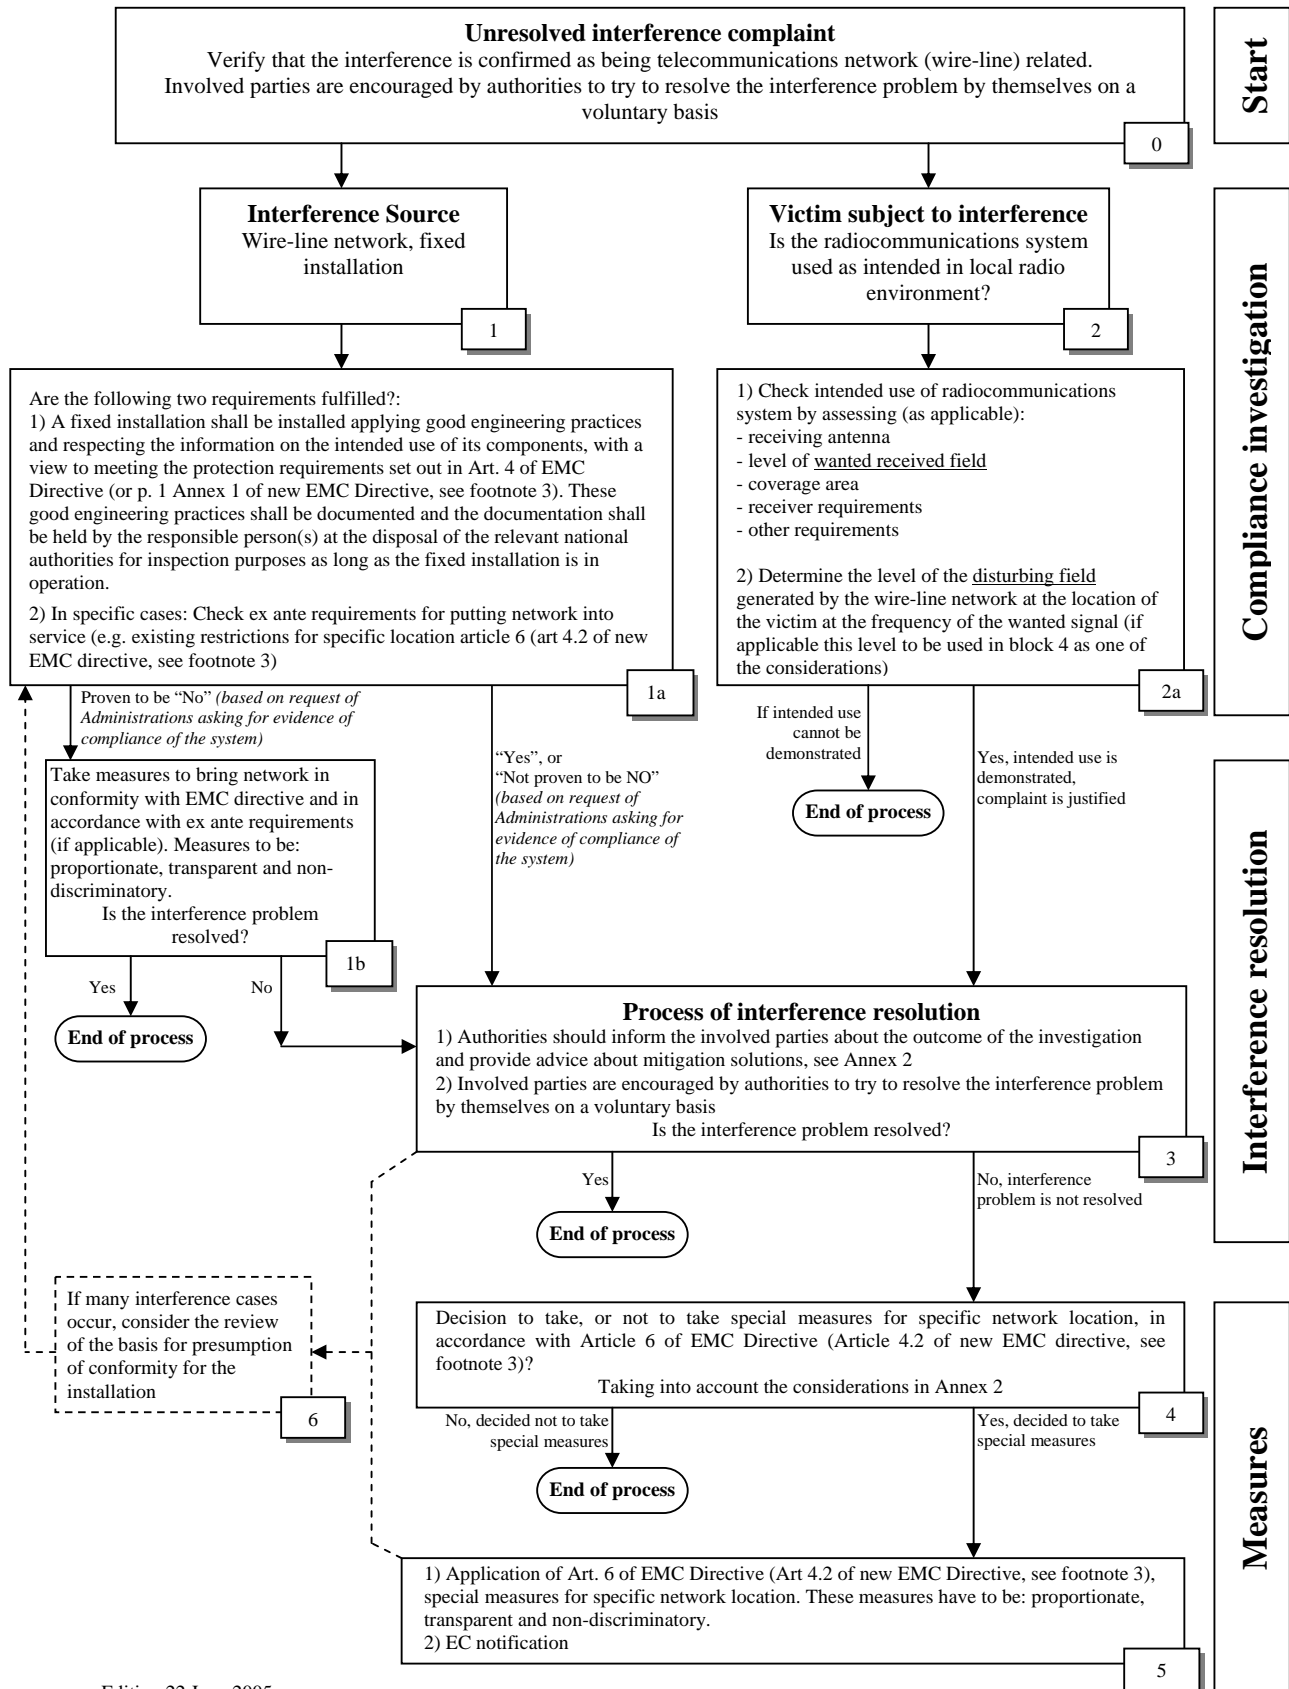 Unresolved interference complaint
Verify that the interference is confirmed as being telecommunications network (wire-line) related.
Involved parties are encouraged by authorities to try to resolve the interference problem by themselves on a
voluntary basis
0
Start
Interference Source
Wire-line network, fixed
installation
1
Victim subject to interference
Is the radiocommunications system
used as intended in local radio
environment?
2
Compliance investigation
Are the following two requirements fulfilled?:
1) A fixed installation shall be installed applying good engineering practices
and respecting the information on the intended use of its components, with a
view to meeting the protection requirements set out in Art. 4 of EMC
Directive (or p. 1 Annex 1 of new EMC Directive, see footnote 3). These
good engineering practices shall be documented and the documentation shall
be held by the responsible person(s) at the disposal of the relevant national
authorities for inspection purposes as long as the fixed installation is in
operation.
2) In specific cases: Check ex ante requirements for putting network into
service (e.g. existing restrictions for specific location article 6 (art 4.2 of new
EMC directive, see footnote 3)
1a
1) Check intended use of radiocommunications
system by assessing (as applicable):
- receiving antenna
- level of wanted received field
- coverage area
- receiver requirements
- other requirements
2) Determine the level of the disturbing field
generated by the wire-line network at the location of
the victim at the frequency of the wanted signal (if
applicable this level to be used in block 4 as one of
the considerations)
2a
Proven to be “No” (based on request of
Administrations asking for evidence of
compliance of the system)
“Yes”, or
“Not proven to be NO”
(based on request of
Administrations asking for
evidence of compliance of
the system)
If intended use
cannot be
demonstrated
End of process
Yes, intended use is
demonstrated,
complaint is justified
Take measures to bring network in
conformity with EMC directive and in
accordance with ex ante requirements
(if applicable). Measures to be:
proportionate, transparent and non-
discriminatory.
Is the interference problem
resolved?
1b
Yes
No
End of process
Interference resolution
Process of interference resolution
1) Authorities should inform the involved parties about the outcome of the investigation
and provide advice about mitigation solutions, see Annex 2
2) Involved parties are encouraged by authorities to try to resolve the interference problem
by themselves on a voluntary basis
Is the interference problem resolved?
3
Yes
End of process
No, interference
problem is not resolved
If many interference cases
occur, consider the review
of the basis for presumption
of conformity for the
installation
6
Decision to take, or not to take special measures for specific network location, in
accordance with Article 6 of EMC Directive (Article 4.2 of new EMC directive, see
footnote 3)?
Taking into account the considerations in Annex 2
4
No, decided not to take
special measures
End of process
Yes, decided to take
special measures
Measures
1) Application of Art. 6 of EMC Directive (Art 4.2 of new EMC Directive, see footnote 3),
special measures for specific network location. These measures have to be: proportionate,
transparent and non-discriminatory.
2) EC notification
5